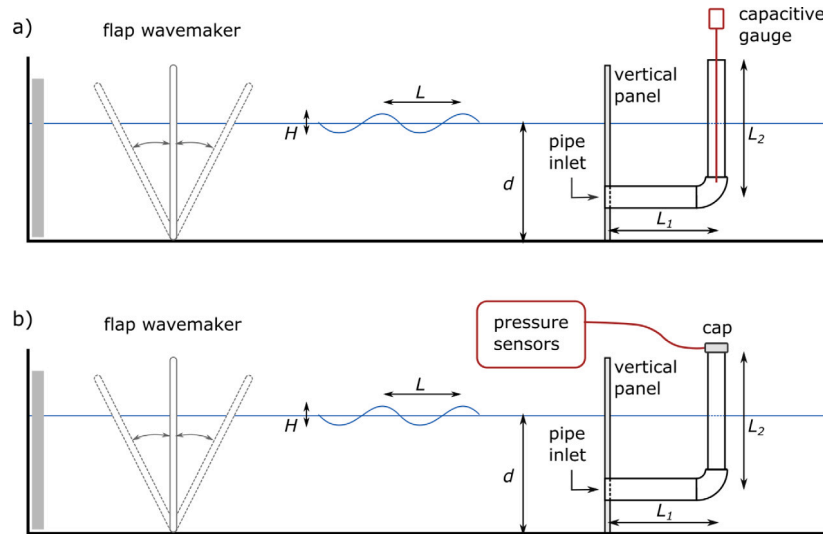 a)
flap wavemaker
capacitive
gauge
vertical
panel
L
H
L2
pipe
inlet
d
L1
b)
flap wavemaker
pressure
sensors
cap
vertical
panel
L
H
L2
pipe
inlet
d
L1